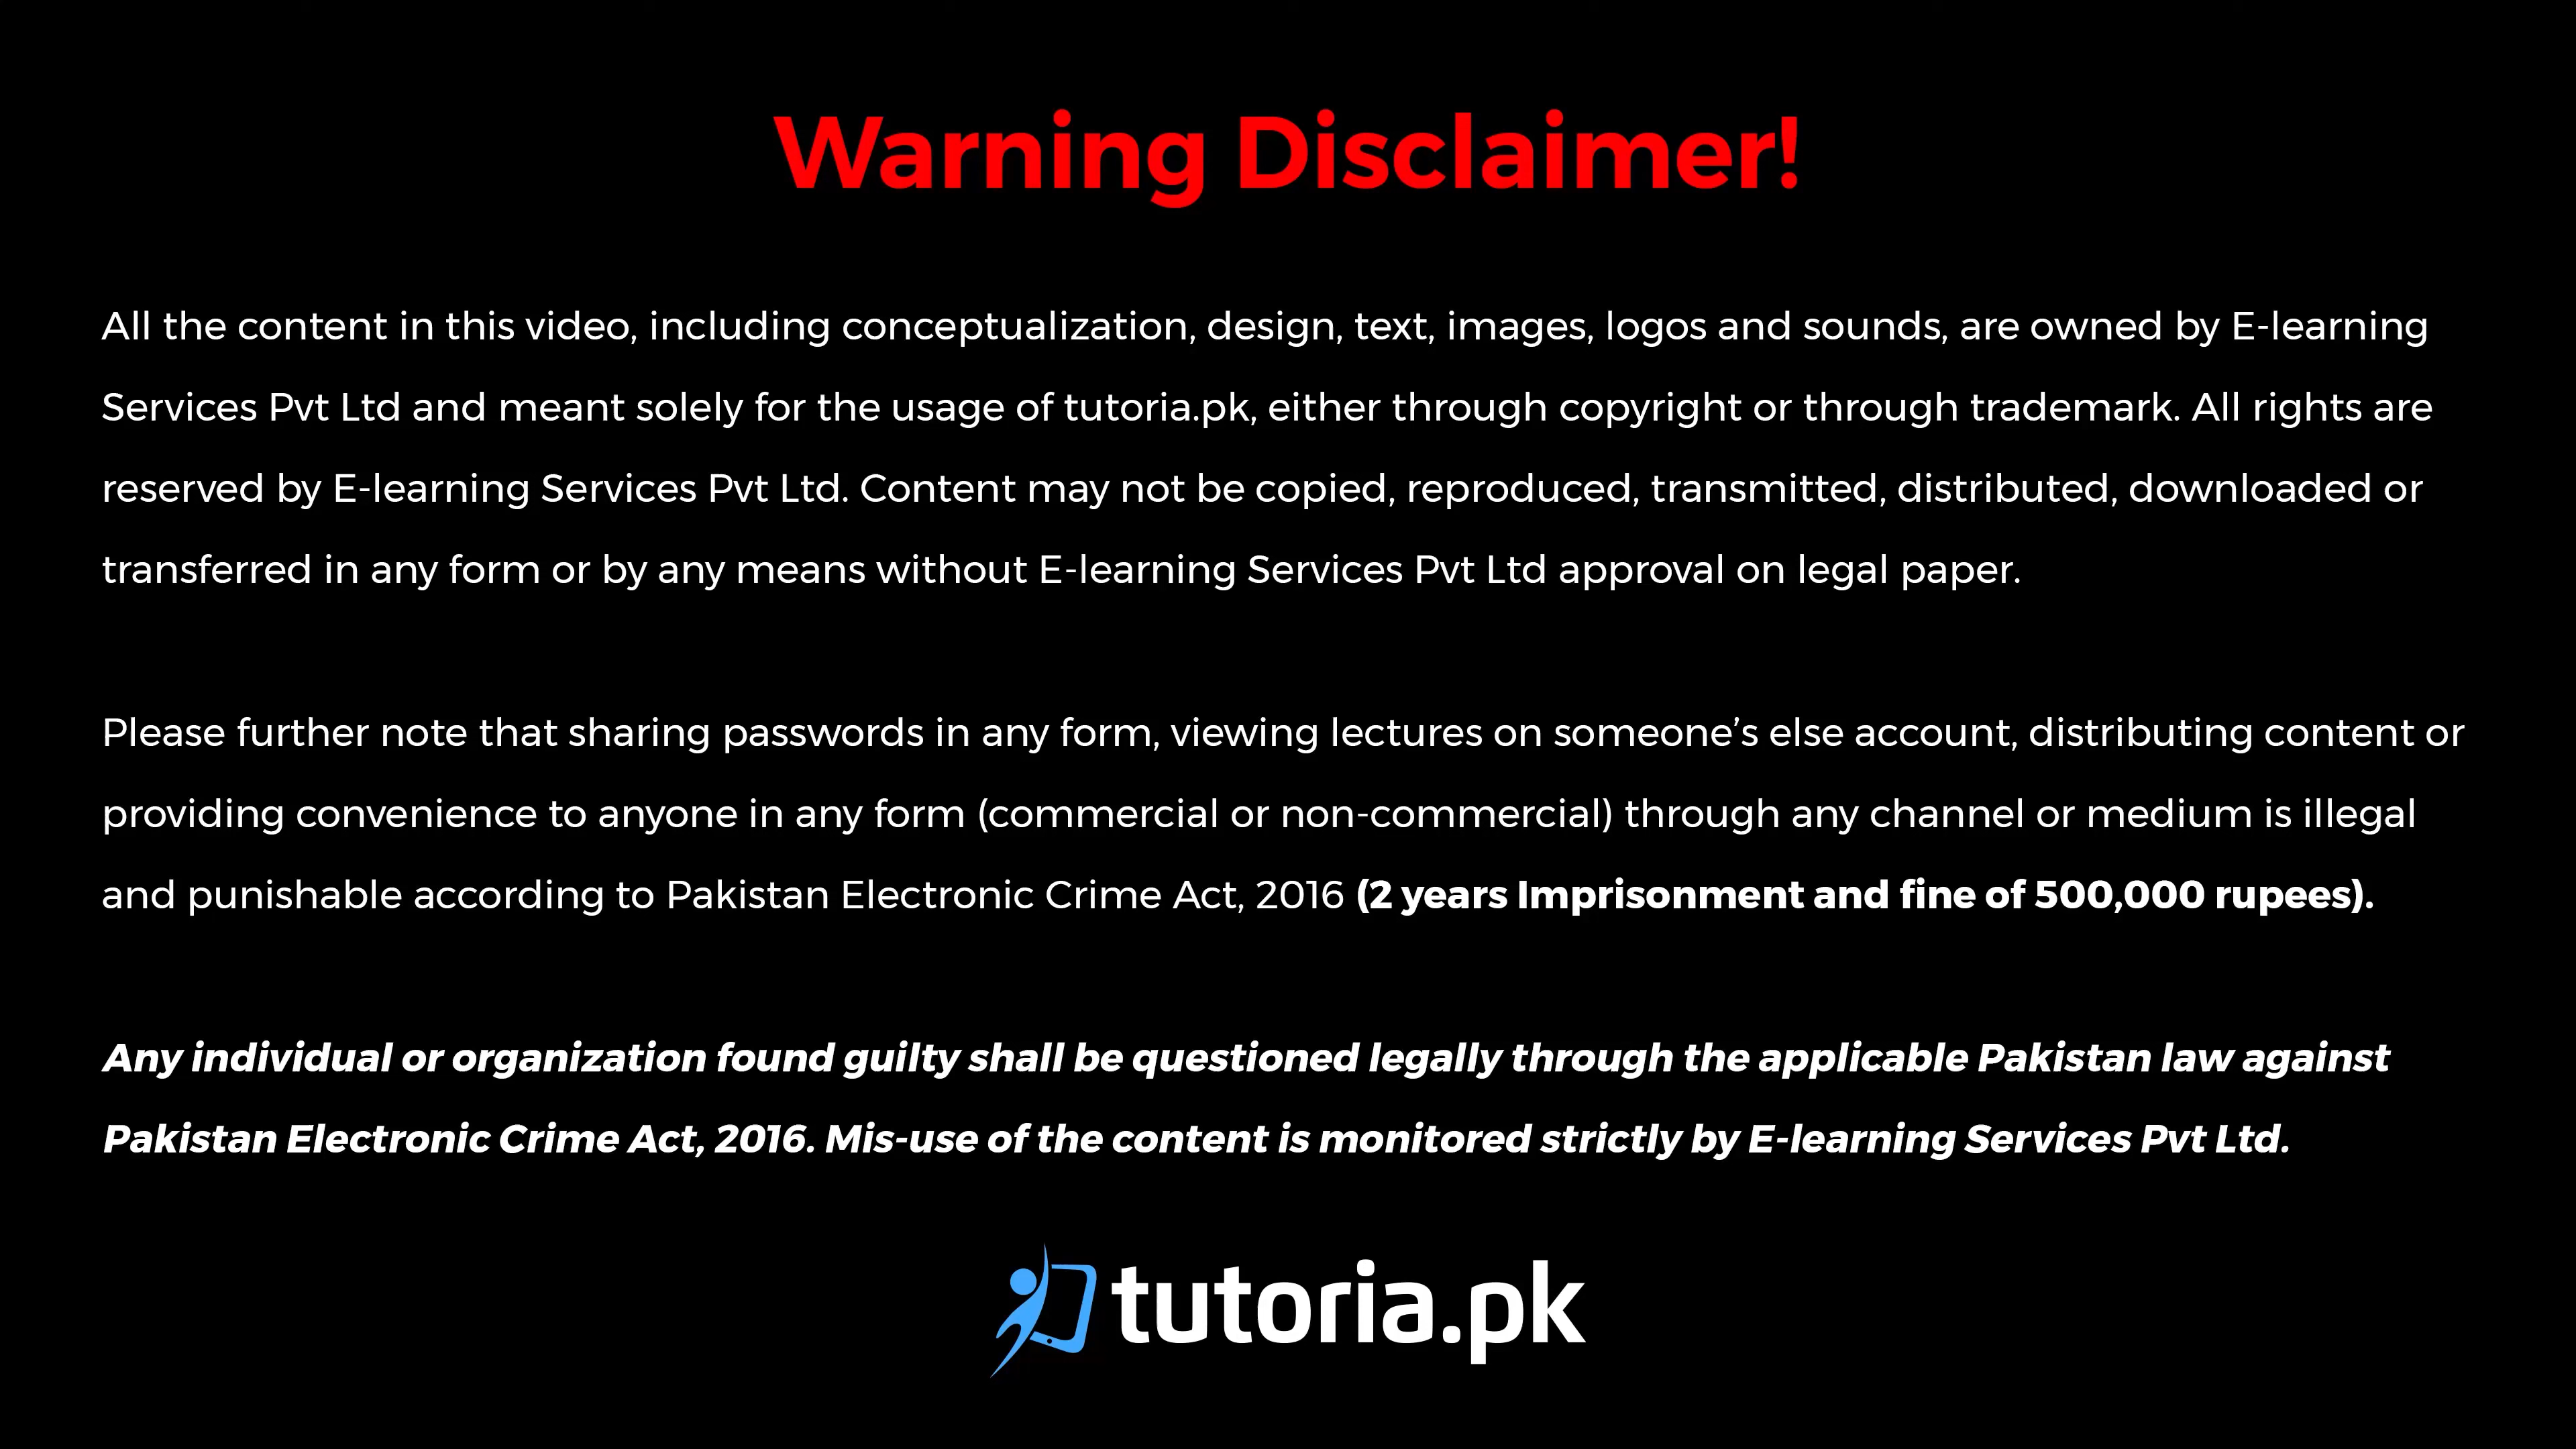 Warning Disclaimer!
All the content in this video, including conceptualization, design, text, images, logos and sounds, are owned by E-learning
Services Pvt Ltd and meant solely for the usage of tutoria.pk, either through copyright or through trademark. All rights are
reserved by E-learning Services Pvt Ltd. Content may not be copied, reproduced, transmitted, distributed, downloaded or
transferred in any form or by any means without E-learning Services Pvt Ltd approval on legal paper.
Please further note that sharing passwords in any form, viewing lectures on someone’s else account, distributing content or
providing convenience to anyone in any form (commercial or non-commercial) through any channel or medium is illegal
and punishable according to Pakistan Electronic Crime Act, 2016 (2 years Imprisonment and fine of 500,000 rupees).
Any individual or organization found guilty shall be questioned legally through the applicable Pakistan law against
Pakistan Electronic Crime Act, 2016. Mis-use of the content is monitored strictly by E-learning Services Pvt Ltd.
tutoria.pk